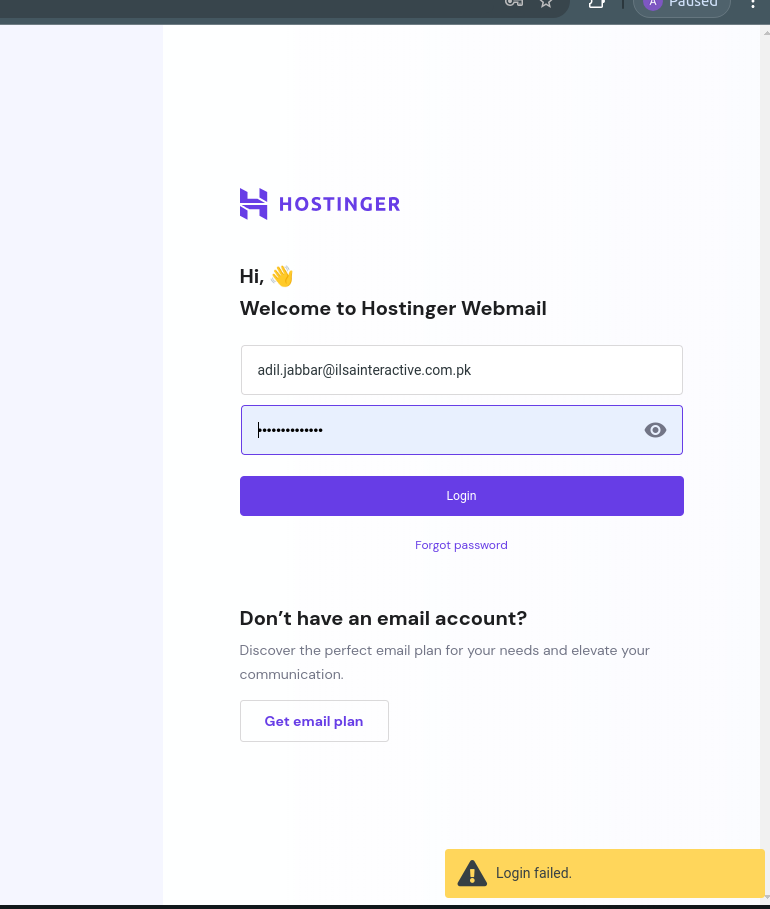 A Paused
HOSTINGER
Hi, 👋
Welcome to Hostinger Webmail
adil.jabbar@ilsainteractive.com.pk
••••••••••••••
Login
Forgot password
Don’t have an email account?
Discover the perfect email plan for your needs and elevate your
communication.
Get email plan
Login failed.